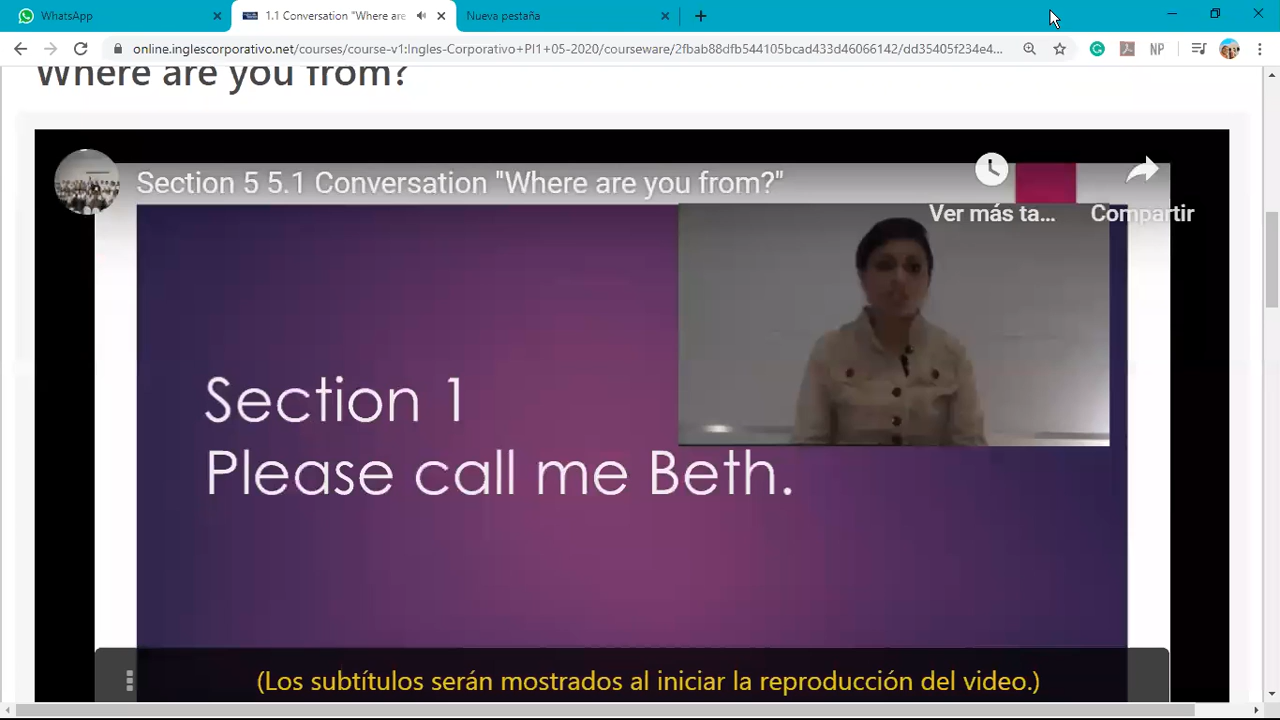 WhatsApp
1.1 Conversation "Where are
Nueva pestaña
online.inglescorporativo.net/courses/course-v1:Ingles-Corporativo+PI1+05-2020/courseware/2fbab88dfb544105bcad433d46066142/dd35405f234e4...
NP
Where are you from?
Section 5 5.1 Conversation "Where are you from?"
Ver más ta...
Compartir
Section 1
Please call me Beth.
(Los subtítulos serán mostrados al iniciar la reproducción del video.)